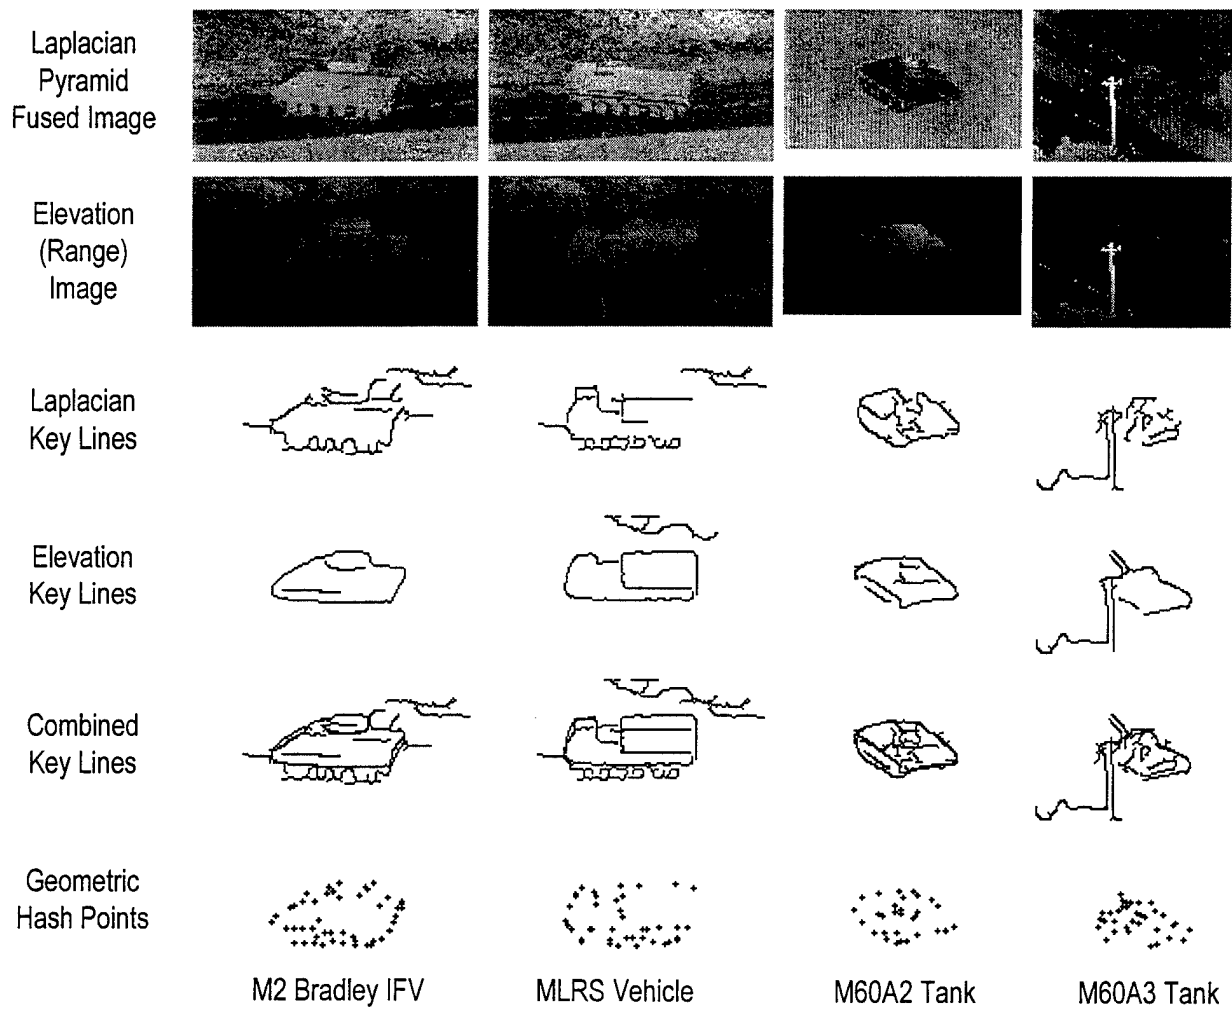 Laplacian
Pyramid
Fused Image
Elevation
(Range)
Image
Laplacian
Key Lines
Elevation
Key Lines
Combined
Key Lines
Geometric
Hash Points
M2 Bradley IFV
MLRS Vehicle
M60A2 Tank
M60A3 Tank